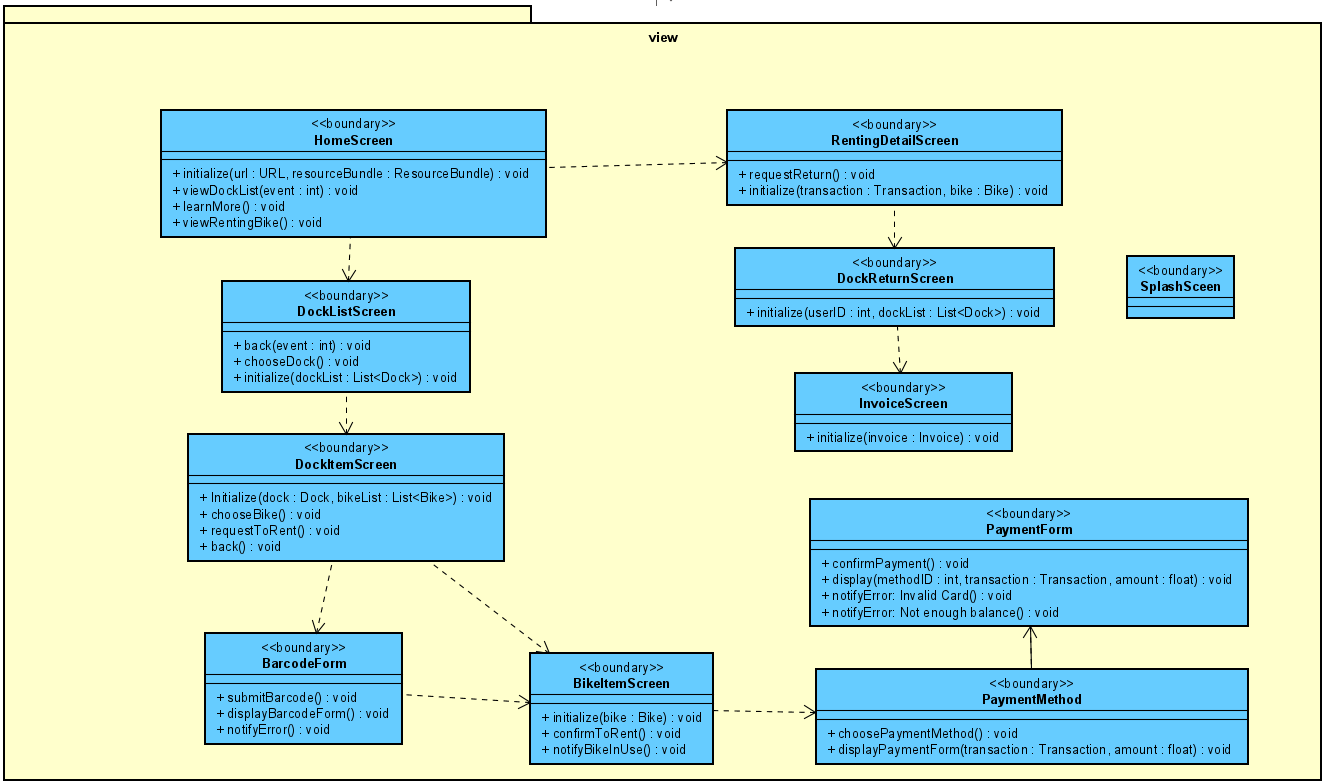 view
<<boundary>>
HomeScreen
+ initialize(url : URL, resourceBundle : ResourceBundle) : void
+ viewDockList(event : int) : void
+ learnMore() : void
+ viewRentingBike() : void
<<boundary>>
RentingDetailScreen
+ requestReturn() : void
+ initialize(transaction : Transaction, bike : Bike) : void
<<boundary>>
DockReturnScreen
+ initialize(userID : int, dockList : List<Dock>) : void
<<boundary>>
SplashSceen
<<boundary>>
DockListScreen
+ back(event : int) : void
+ chooseDock() : void
+ initialize(dockList : List<Dock>) : void
<<boundary>>
InvoiceScreen
+ initialize(invoice : Invoice) : void
<<boundary>>
DockItemScreen
+ Initialize(dock : Dock, bikeList : List<Bike>) : void
+ chooseBike() : void
+ requestToRent() : void
+ back() : void
<<boundary>>
PaymentForm
+ confirmPayment() : void
+ display(methodID : int, transaction : Transaction, amount : float) : void
+ notifyError: Invalid Card() : void
+ notifyError: Not enough balance() : void
<<boundary>>
BarcodeForm
+ submitBarcode() : void
+ displayBarcodeForm() : void
+ notifyError() : void
<<boundary>>
BikeItemScreen
+ initialize(bike : Bike) : void
+ confirmToRent() : void
+ notifyBikeInUse() : void
<<boundary>>
PaymentMethod
+ choosePaymentMethod() : void
+ displayPaymentForm(transaction : Transaction, amount : float) : void